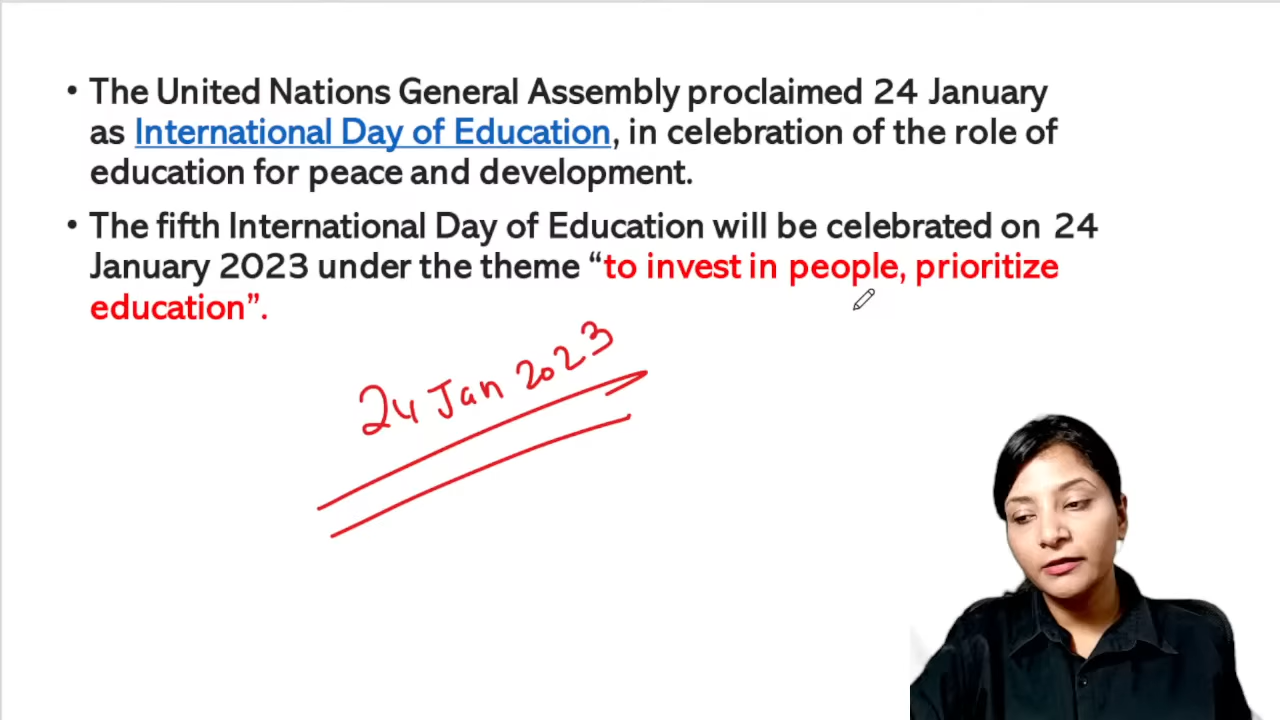 • The United Nations General Assembly proclaimed 24 January
as International Day of Education, in celebration of the role of
education for peace and development.
• The fifth International Day of Education will be celebrated on 24
January 2023 under the theme “to invest in people, prioritize
education”.
24 Jan 2023